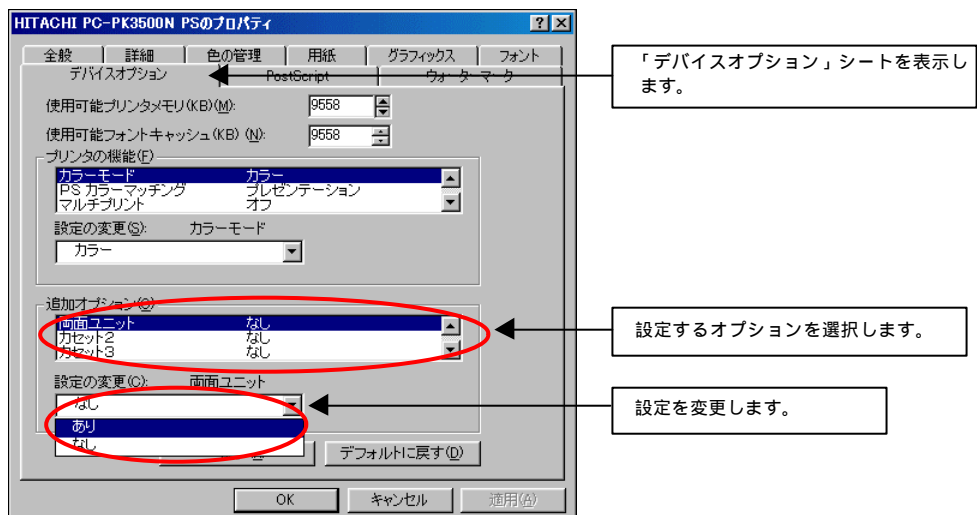 HITACHI PC-PK3500N PSのプロパティ
全般 詳細 色の管理 用紙 グラフィックス フォント
デバイスオプション PostScript ウォーターマーク
「デバイスオプション」シートを表示し
ます。
使用可能プリンタメモリ(KB)(M): 9558
使用可能フォントキャッシュ(KB) (N): 9558
プリンタの機能(F)
カラーモード カラー
PS カラーマッチング プレゼンテーション
マルチプリント オフ
設定の変更(S): カラーモード
カラー
追加オプション(O)
両面ユニット なし
カセット2 なし
カセット3 なし
設定するオプションを選択します。
設定の変更(C): 両面ユニット
なし
設定を変更します。
あり
なし
デフォルトに戻す(D)
OK キャンセル 適用(A)